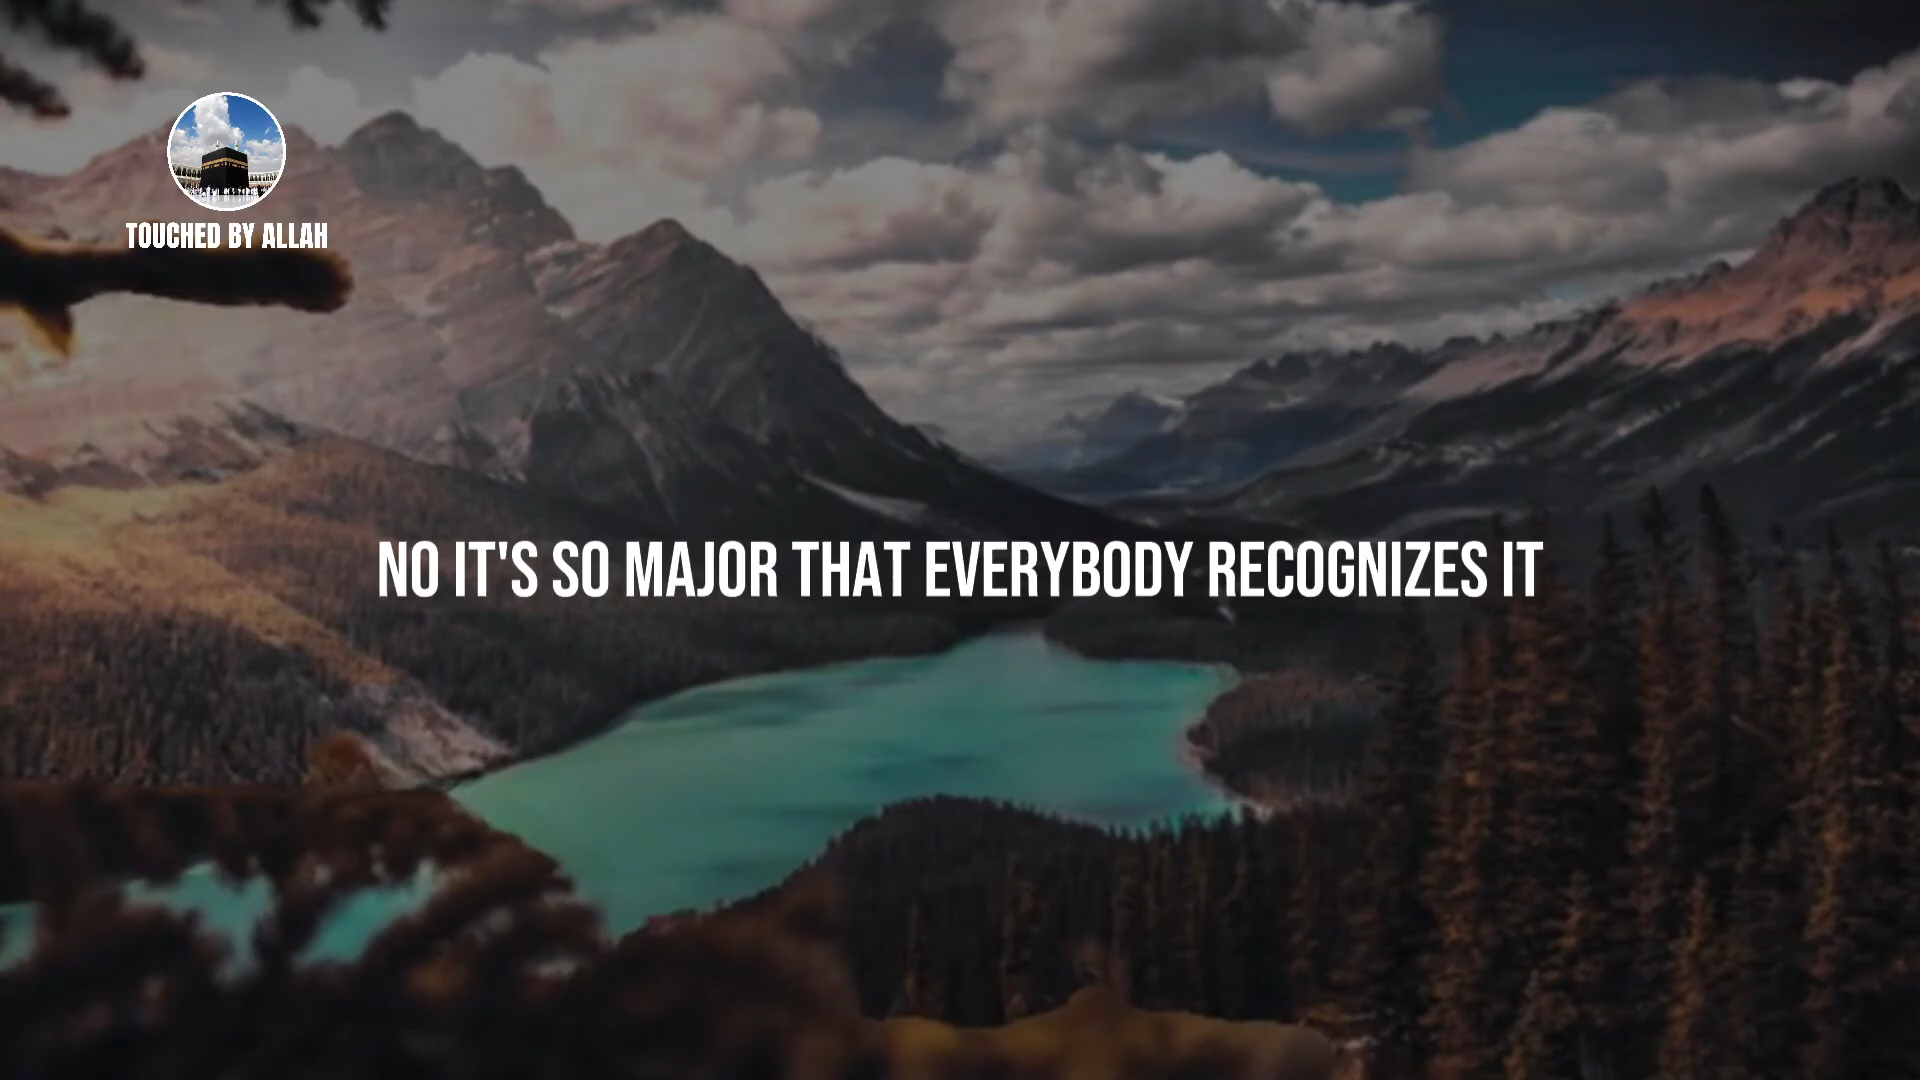 TOUCHED BY ALLAH
NO IT'S SO MAJOR THAT EVERYBODY RECOGNIZES IT